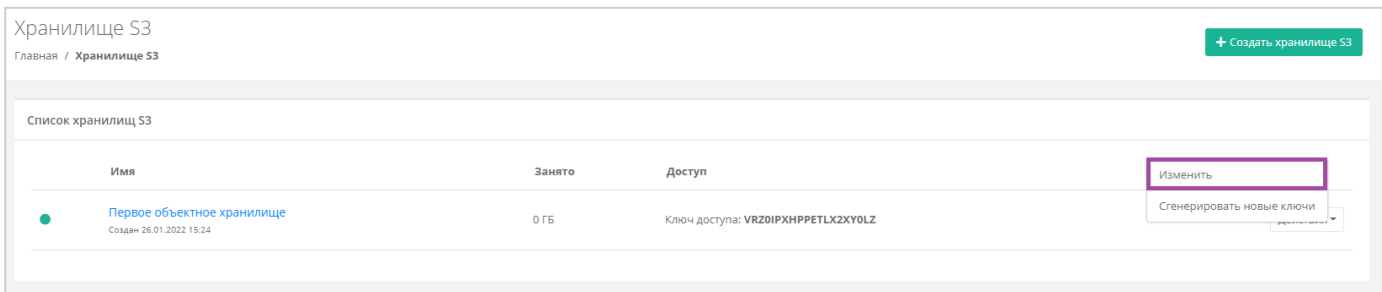 Хранилище S3
Главная / Хранилище S3
+ Создать хранилище S3
Список хранилищ S3
Имя Занято Доступ
Изменить
Сгенерировать новые ключи
Первое объектное хранилище
Создан 26.01.2022 15:24
0 ГБ
Ключ доступа: VRZ0IPXHPPETLX2XY0LZ